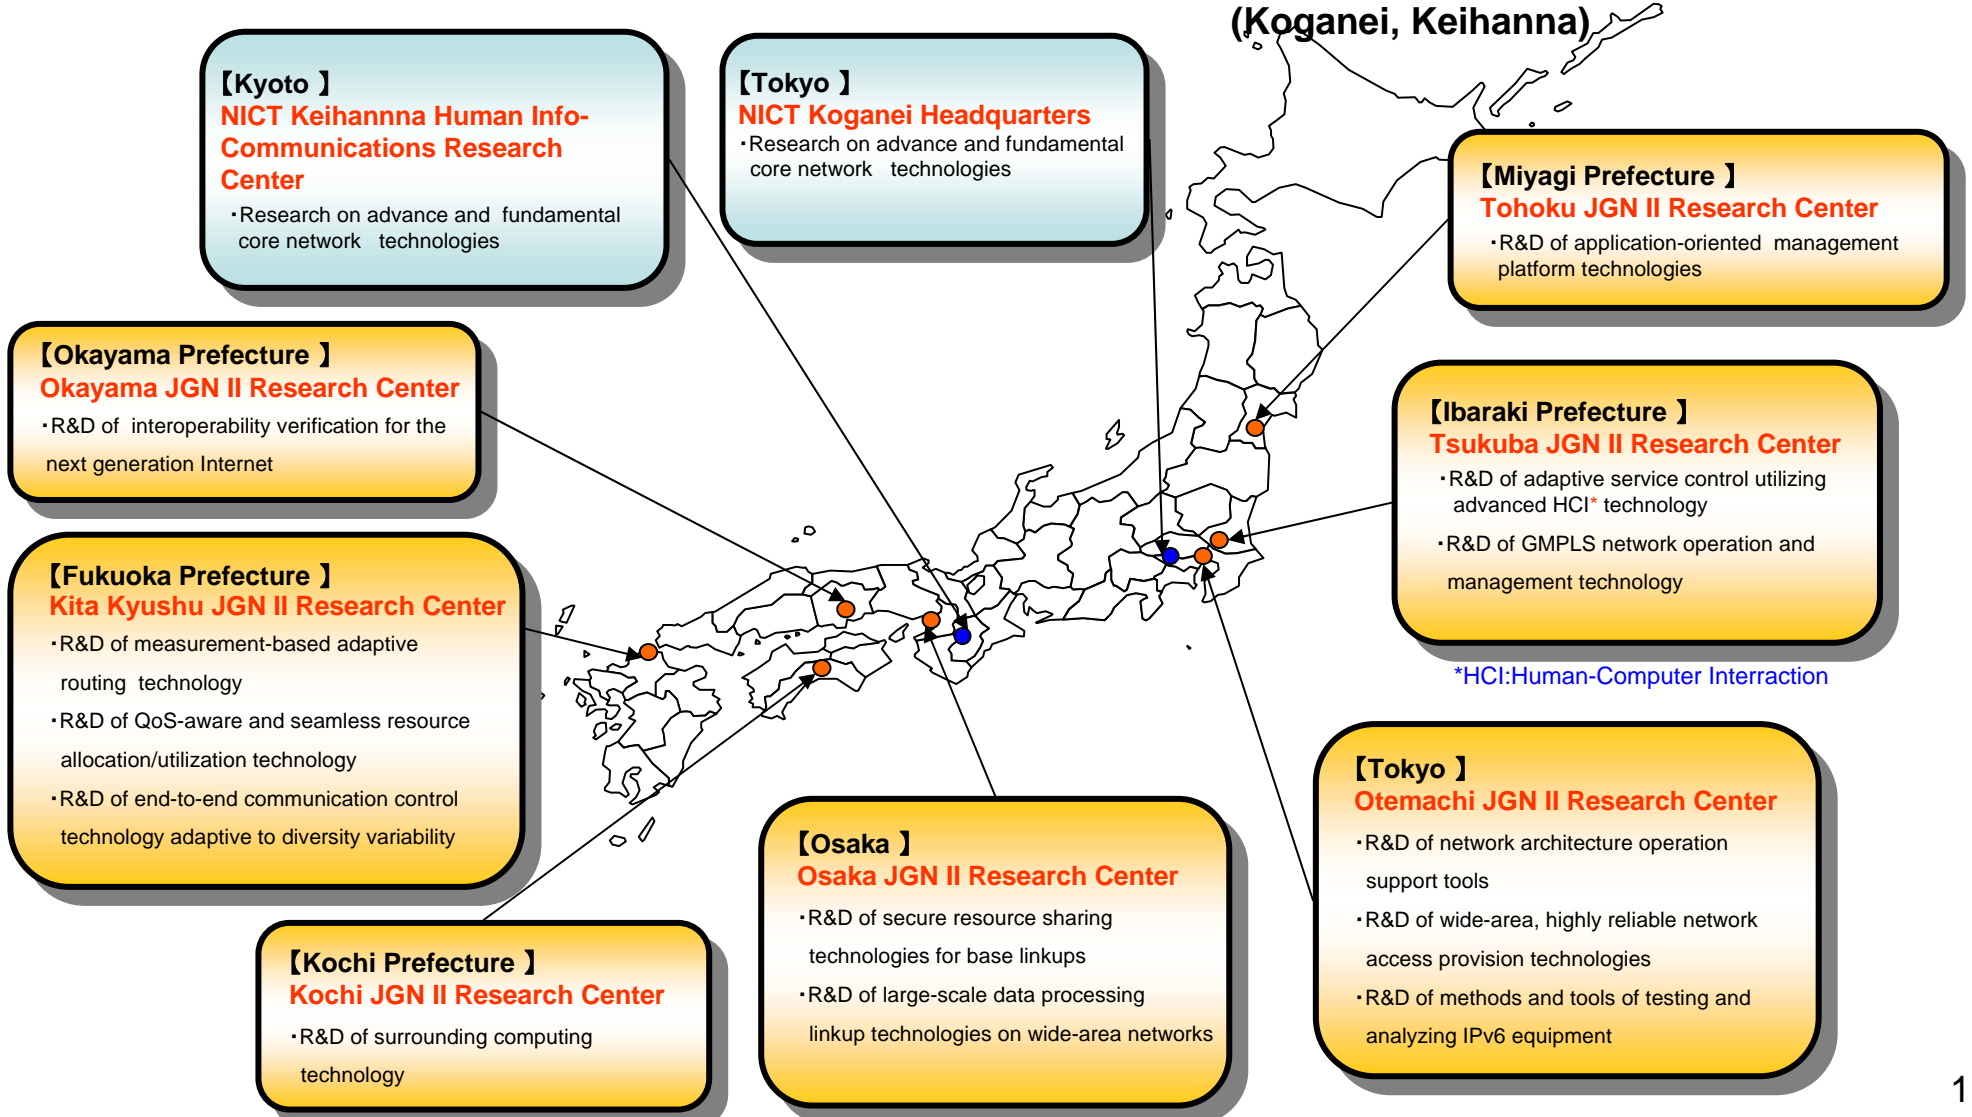 (Koganei, Keihanna)
【Kyoto 】
NICT Keihannna Human Info-
Communications Research
Center
・Research on advance and fundamental
core network technologies
【Tokyo 】
NICT Koganei Headquarters
・Research on advance and fundamental
core network technologies
【Miyagi Prefecture 】
Tohoku JGN II Research Center
・R&D of application-oriented management
platform technologies
【Okayama Prefecture 】
Okayama JGN II Research Center
・R&D of interoperability verification for the
next generation Internet
【Ibaraki Prefecture 】
Tsukuba JGN II Research Center
・R&D of adaptive service control utilizing
advanced HCI* technology
・R&D of GMPLS network operation and
management technology
*HCI:Human-Computer Interraction
【Fukuoka Prefecture 】
Kita Kyushu JGN II Research Center
・R&D of measurement-based adaptive
routing technology
・R&D of QoS-aware and seamless resource
allocation/utilization technology
・R&D of end-to-end communication control
technology adaptive to diversity variability
【Tokyo 】
Otemachi JGN II Research Center
・R&D of network architecture operation
support tools
・R&D of wide-area, highly reliable network
access provision technologies
・R&D of methods and tools of testing and
analyzing IPv6 equipment
【Osaka 】
Osaka JGN II Research Center
・R&D of secure resource sharing
technologies for base linkups
・R&D of large-scale data processing
linkup technologies on wide-area networks
【Kochi Prefecture 】
Kochi JGN II Research Center
・R&D of surrounding computing
technology
1